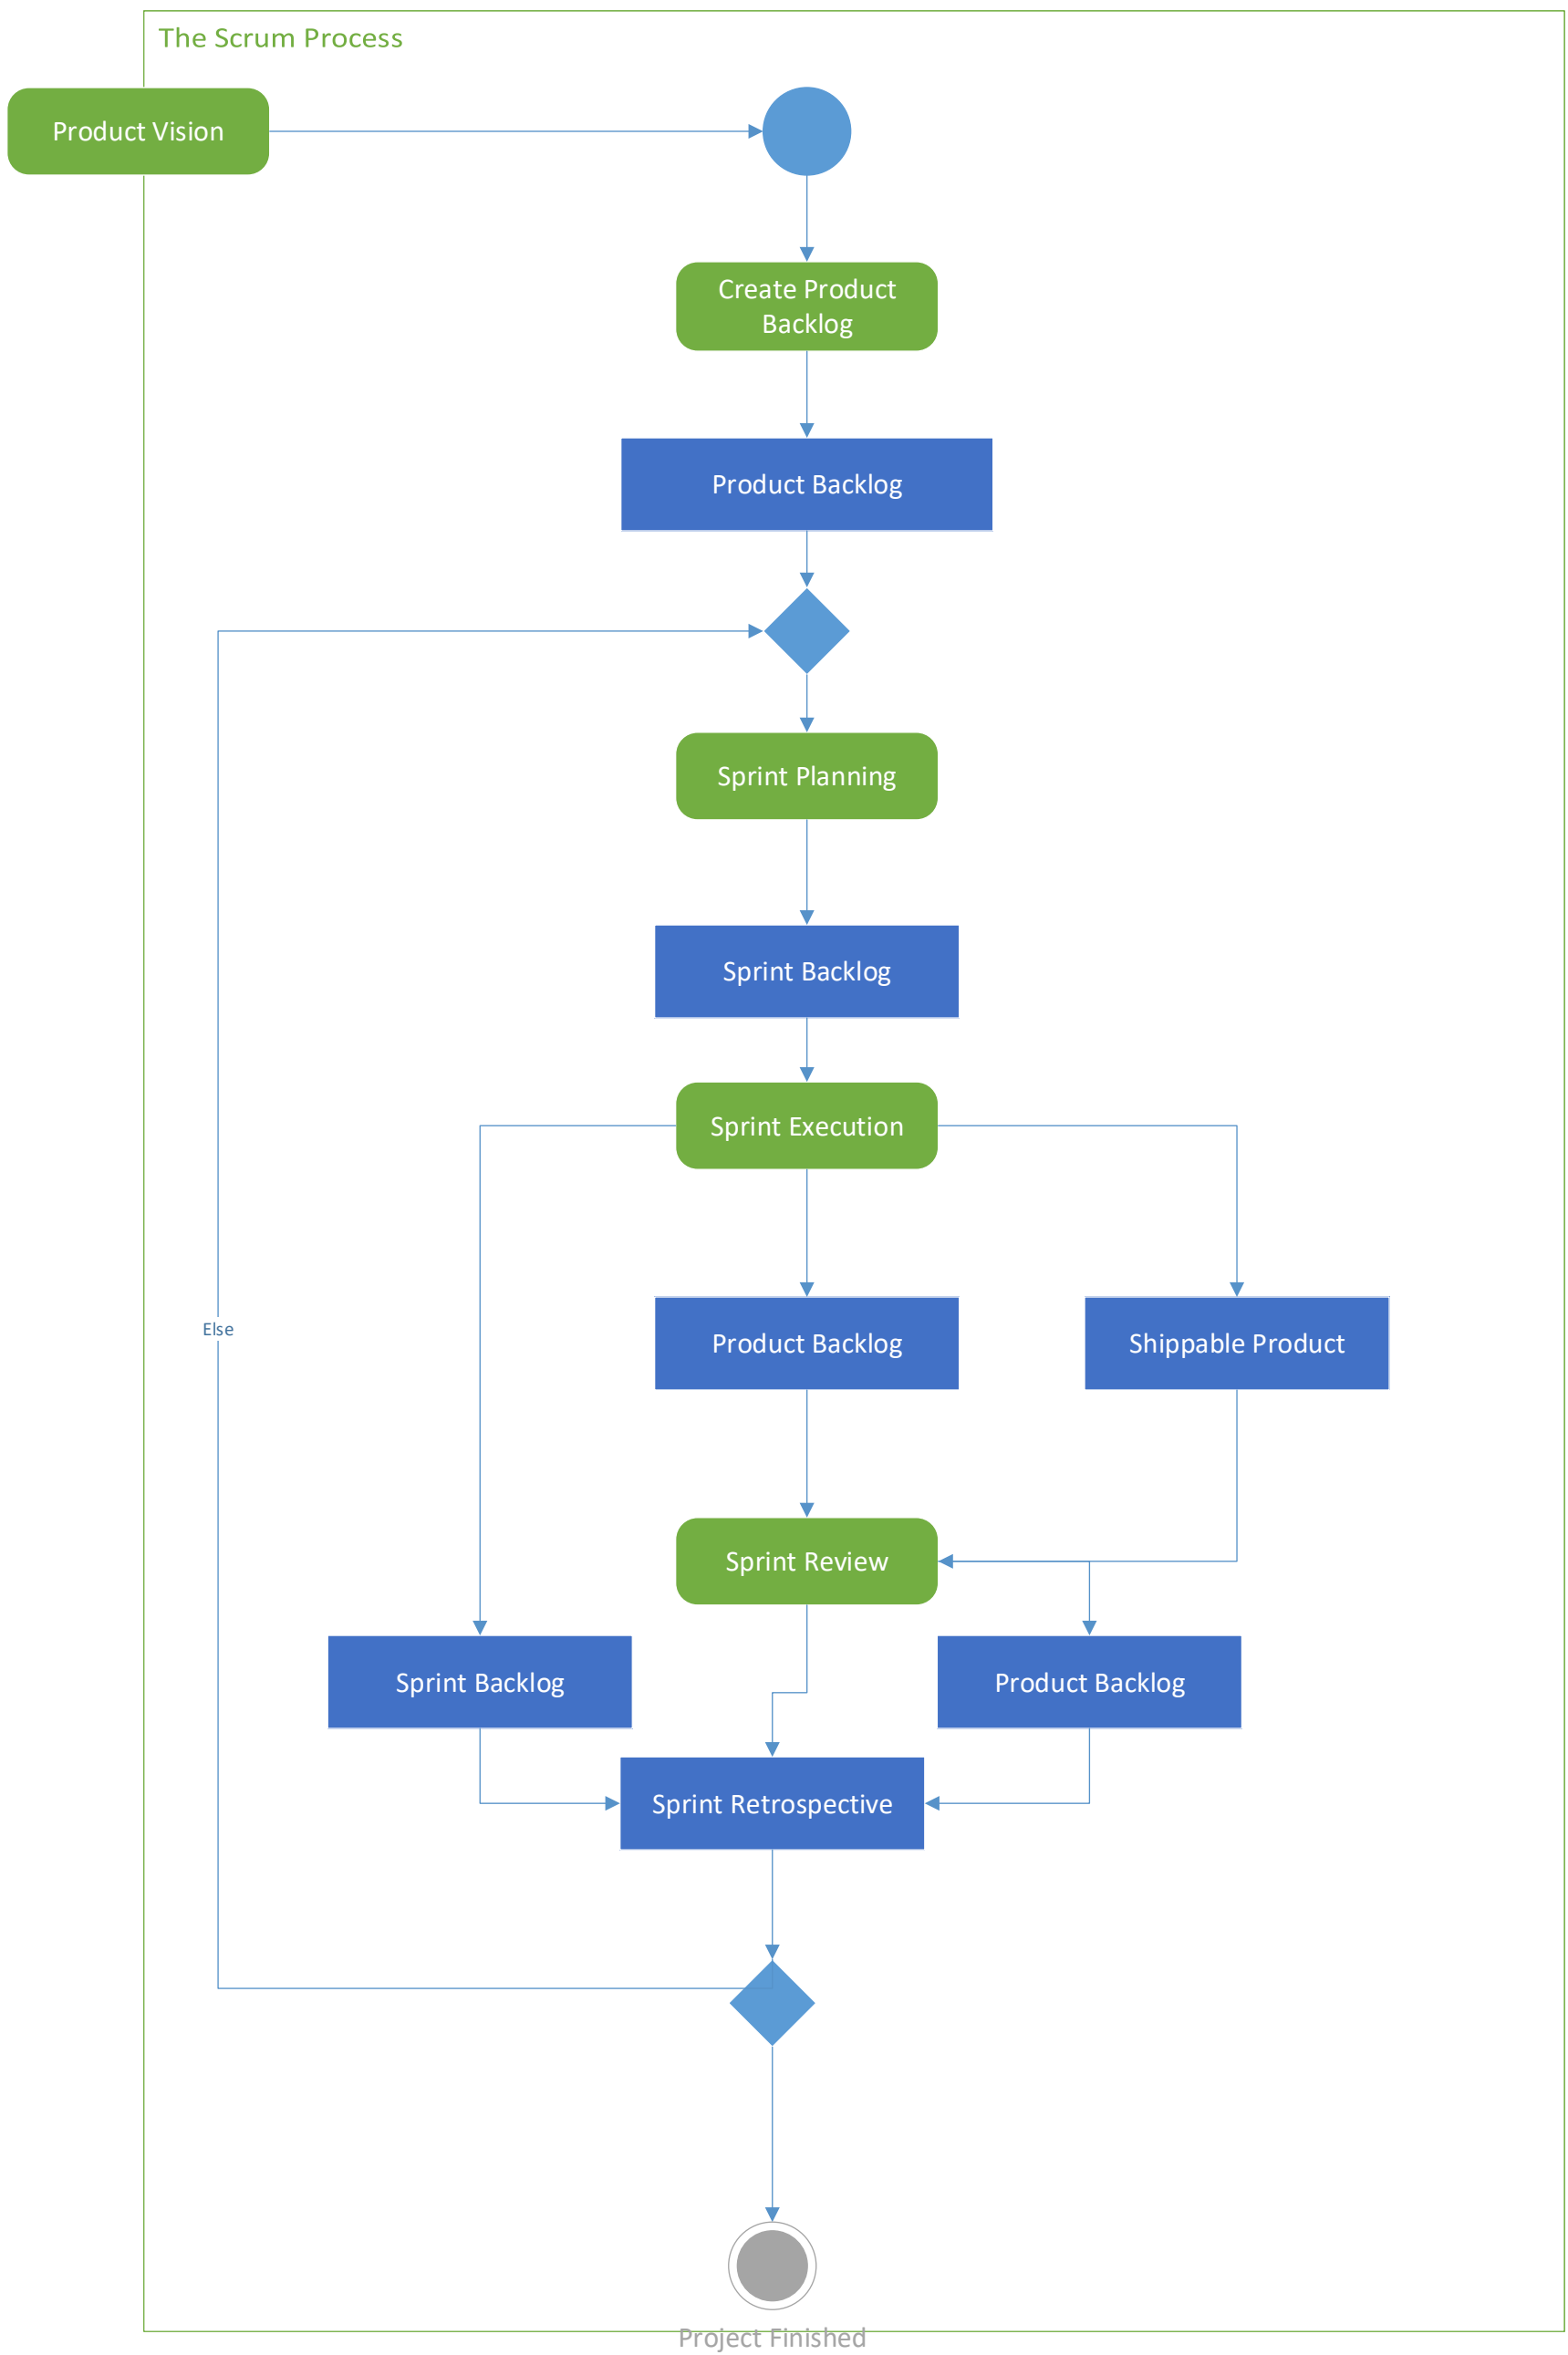 The Scrum Process
Product Vision
Create Product
Backlog
Product Backlog
Sprint Planning
Sprint Backlog
Sprint Execution
Else
Product Backlog
Shippable Product
Sprint Review
Sprint Backlog
Product Backlog
Sprint Retrospective
Project Finished